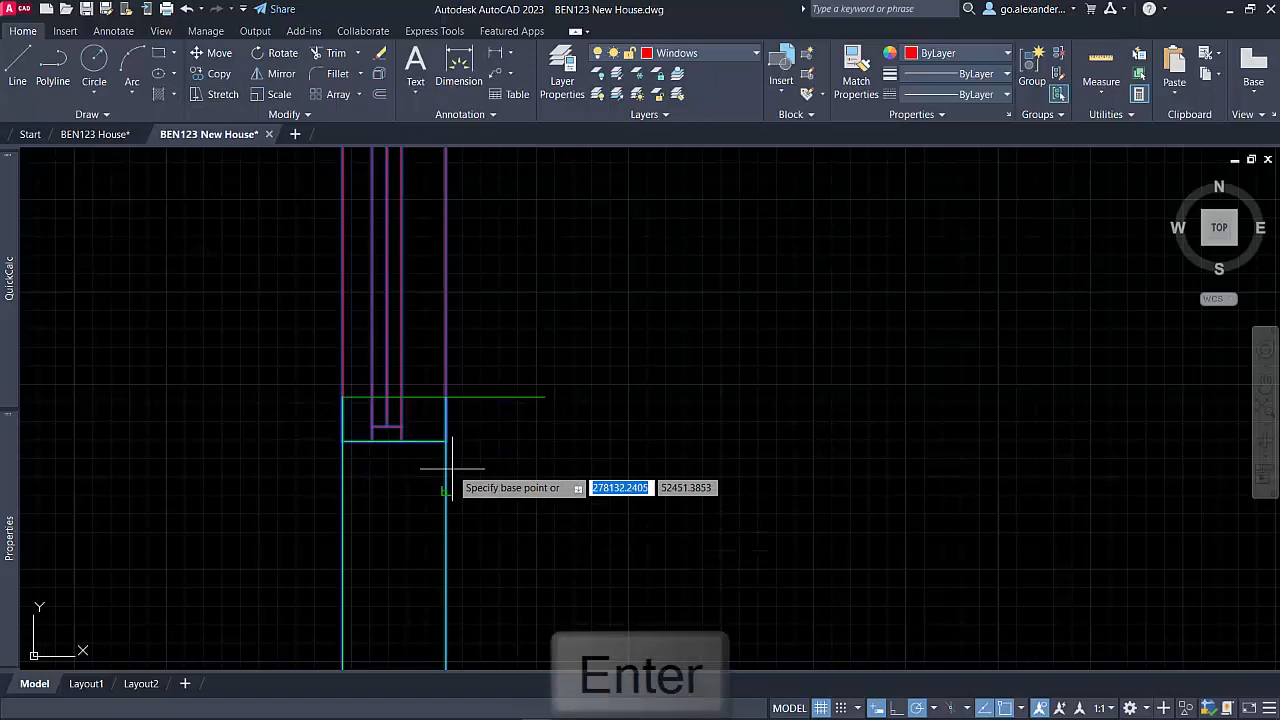 CAD
Share
Autodesk AutoCAD 2023 BEN123 New House.dwg
Type a keyword or phrase
go.alexander...
Home Insert Annotate View Manage Output Add-ins Collaborate Express Tools Featured Apps
Line Polyline Circle Arc
Move Rotate Trim
Copy Mirror Fillet
Stretch Scale Array
Text Dimension Table
Layer Properties
Windows
Insert
Match Properties
ByLayer
ByLayer
ByLayer
Group Measure Paste Base
Draw Modify Annotation Layers Block Properties Groups Utilities Clipboard View
Start BEN123 House* BEN123 New House*
N
W TOP E
S
WCS
QuickCalc
Properties
Specify base point or 278132.2405 52451.3853
Y
X
Enter
Model Layout1 Layout2
MODEL 1:1